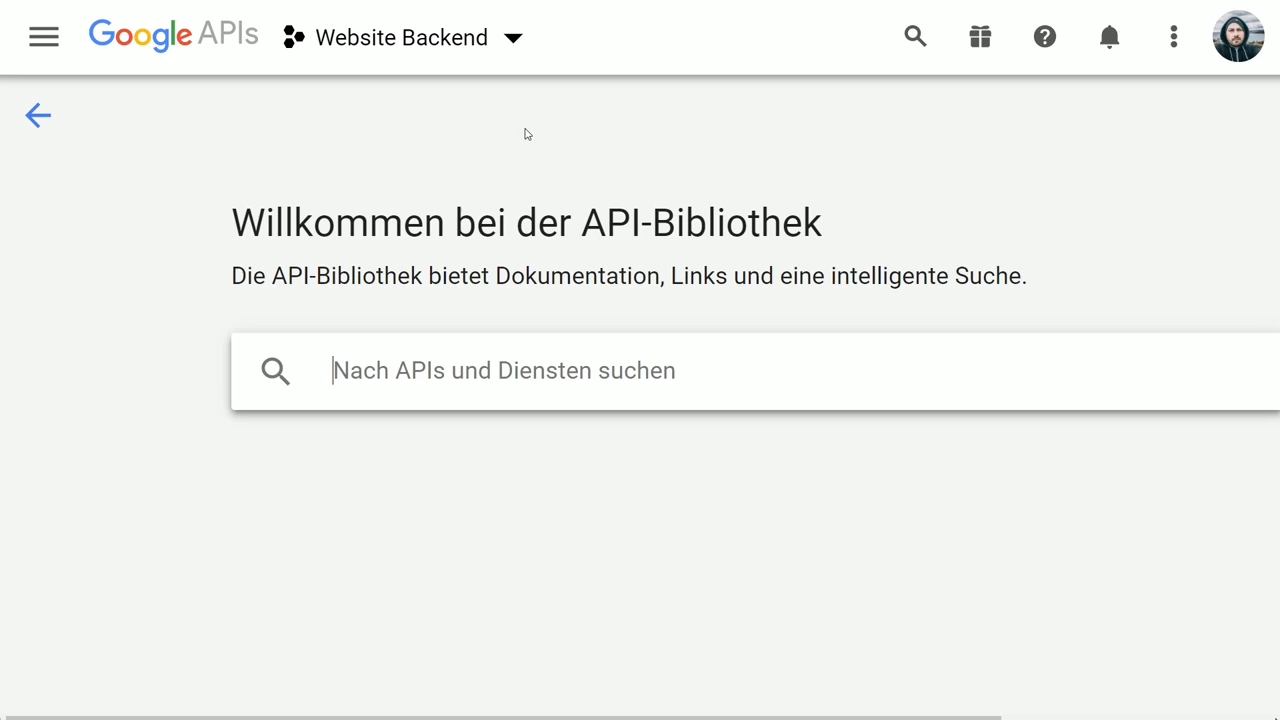 Google APIs
Website Backend
Willkommen bei der API-Bibliothek
Die API-Bibliothek bietet Dokumentation, Links und eine intelligente Suche.
Nach APIs und Diensten suchen